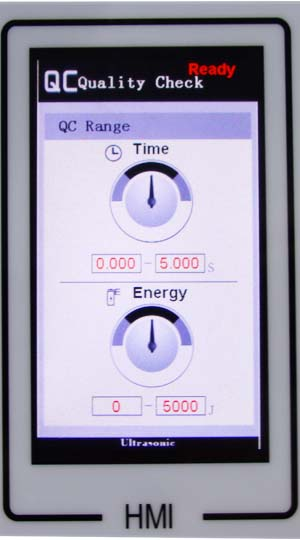 Ready
QC Quality Check
QC Range
Time
0.000 - 5.000 S
E Energy
0 - 5000 J
Ultrasonic
HMI